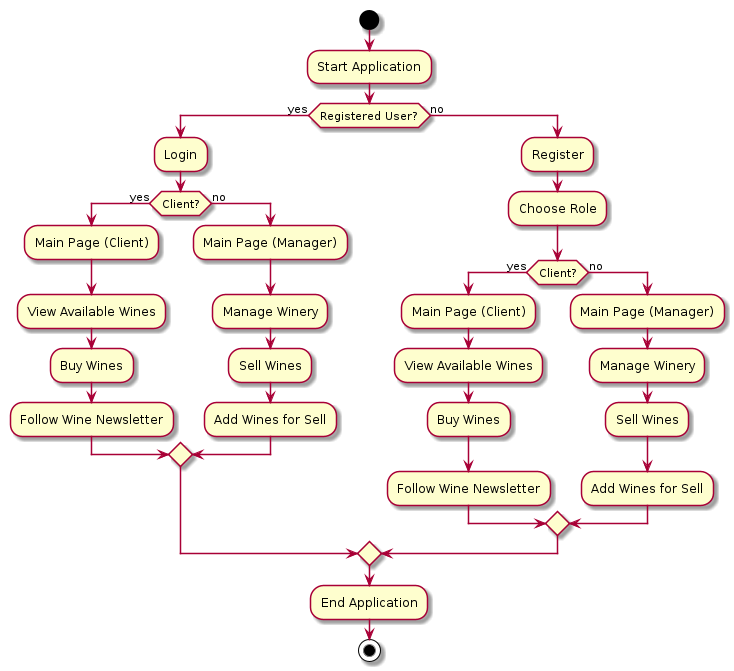 Start Application
yes
Registered User?
no
Login
yes
Client?
no
Main Page (Client)
View Available Wines
Buy Wines
Follow Wine Newsletter
Main Page (Manager)
Manage Winery
Sell Wines
Add Wines for Sell
Register
Choose Role
yes
Client?
no
Main Page (Client)
View Available Wines
Buy Wines
Follow Wine Newsletter
Main Page (Manager)
Manage Winery
Sell Wines
Add Wines for Sell
End Application